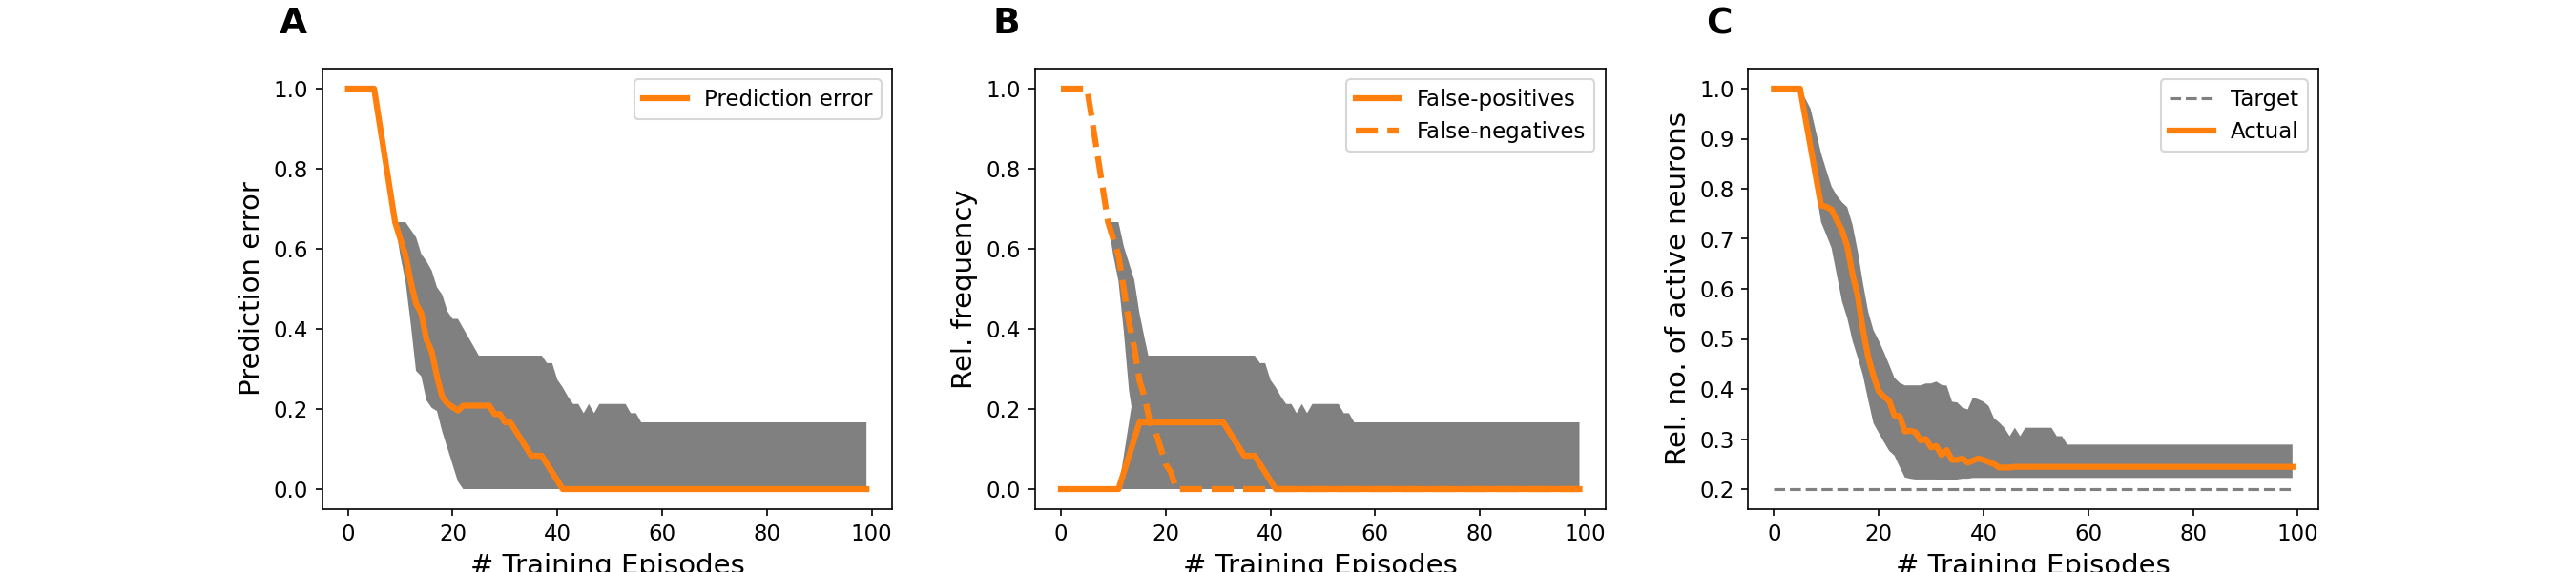 A
B
C
Prediction error
1.0
0.8
0.6
0.4
0.2
0.0
Prediction error
0
20
40
60
80
100
# Training Episodes
Rel. frequency
1.0
0.8
0.6
0.4
0.2
0.0
False-positives
False-negatives
0
20
40
60
80
100
# Training Episodes
Rel. no. of active neurons
1.0
0.9
0.8
0.7
0.6
0.5
0.4
0.3
0.2
Target
Actual
0
20
40
60
80
100
# Training Episodes